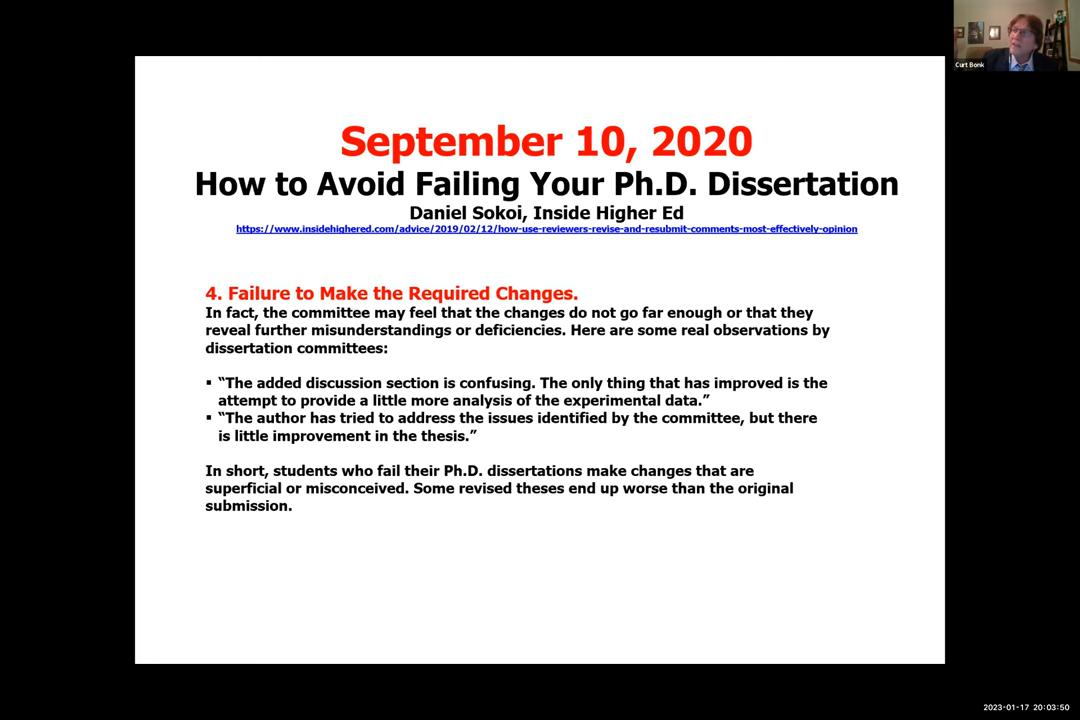 September 10, 2020
How to Avoid Failing Your Ph.D. Dissertation
Daniel Sokoi, Inside Higher Ed
https://www.insidehighered.com/advice/2019/02/12/how-use-reviewers-revise-and-resubmit-comments-most-effectively-opinion
4. Failure to Make the Required Changes.
In fact, the committee may feel that the changes do not go far enough or that they
reveal further misunderstandings or deficiencies. Here are some real observations by
dissertation committees:
▪ “The added discussion section is confusing. The only thing that has improved is the
attempt to provide a little more analysis of the experimental data.”
▪ “The author has tried to address the issues identified by the committee, but there
is little improvement in the thesis.”
In short, students who fail their Ph.D. dissertations make changes that are
superficial or misconceived. Some revised theses end up worse than the original
submission.
Curt Bonk
2023-01-17 20:03:50